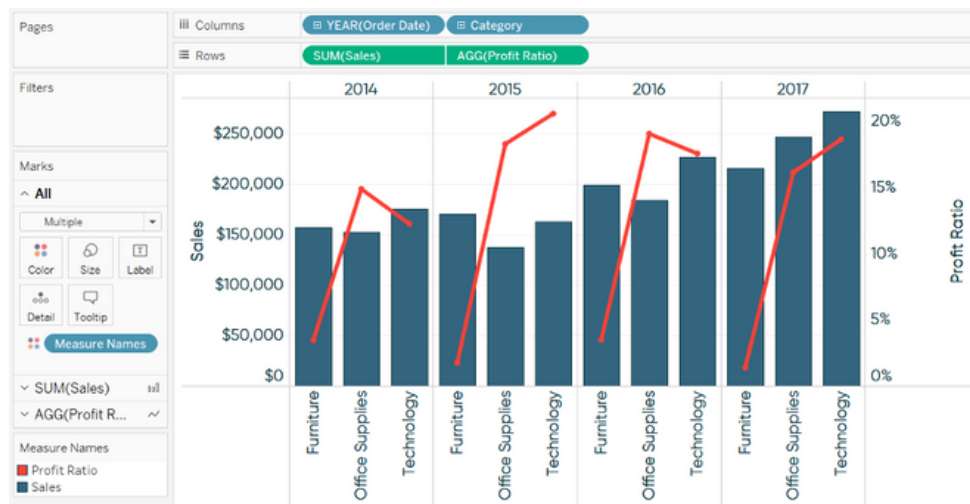 Pages
Columns
YEAR(Order Date)
Category
Rows
SUM(Sales)
AGG(Profit Ratio)
Filters
Marks
All
Multiple
Color
Size
Label
Detail
Tooltip
Measure Names
SUM(Sales)
AGG(Profit R...
Measure Names
Profit Ratio
Sales
2014
2015
2016
2017
Sales
$250,000
$200,000
$150,000
$100,000
$50,000
$0
20%
15%
10%
5%
0%
Profit Ratio
Furniture
Office Supplies
Technology
Furniture
Office Supplies
Technology
Furniture
Office Supplies
Technology
Furniture
Office Supplies
Technology